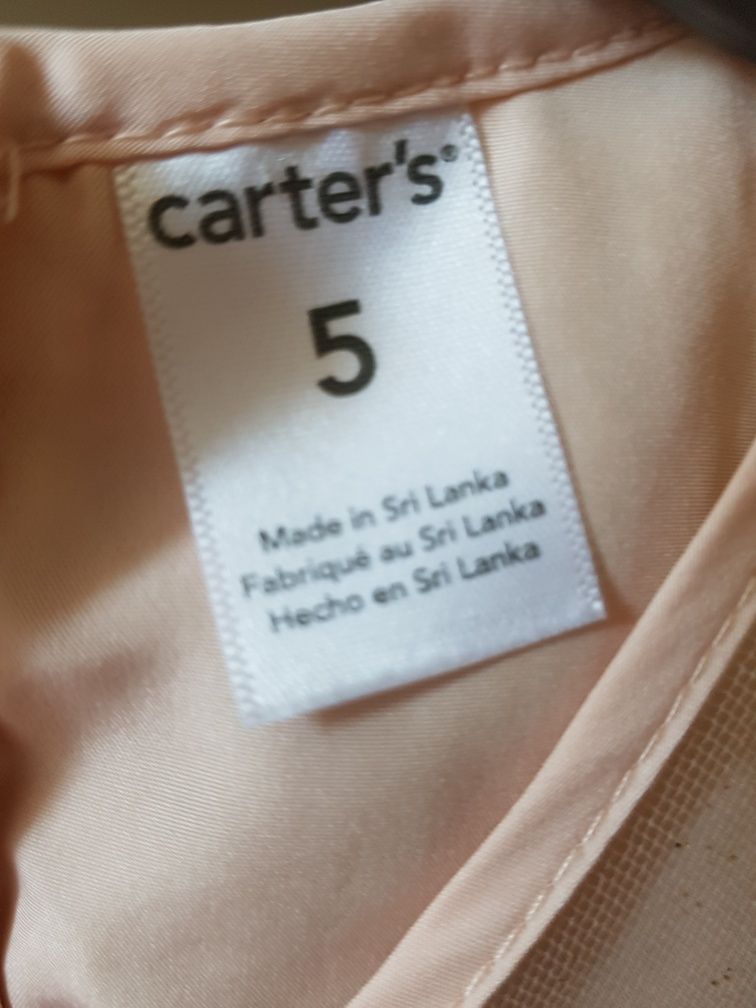 carter's®
5
Made in Sri Lanka
Fabriqué au Sri Lanka
Hecho en Sri Lanka